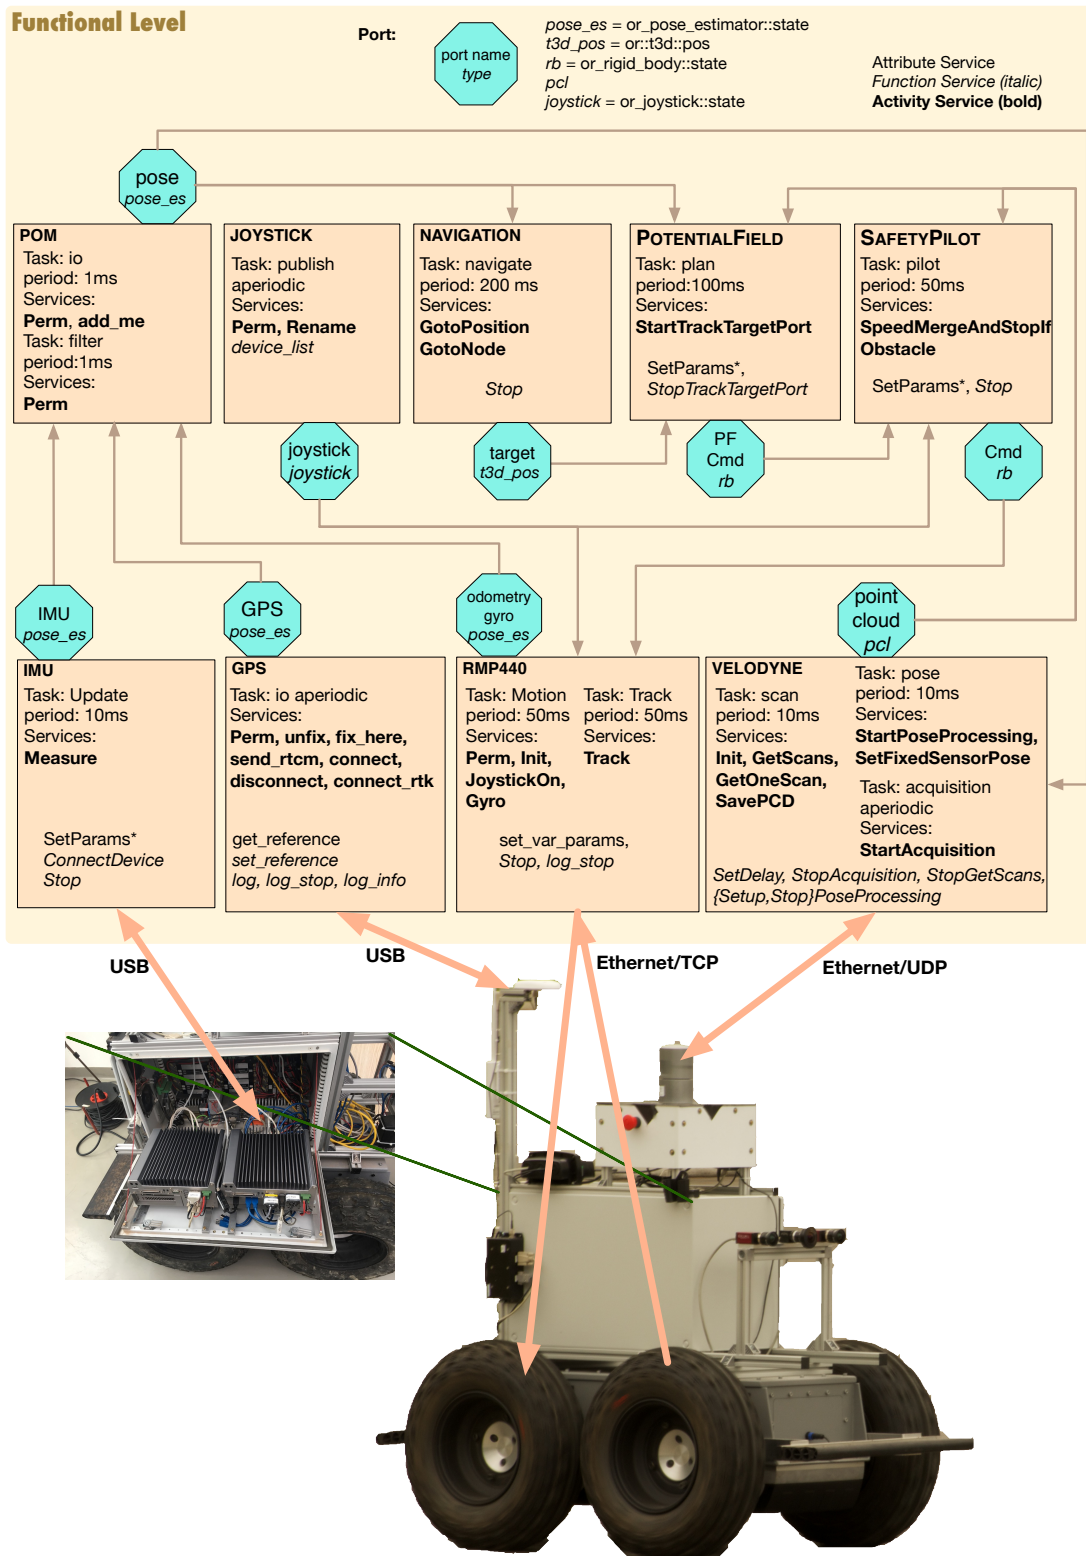 Functional Level
Port:
port name
type
pose_es = or_pose_estimator::state
t3d_pos = or::t3d::pos
rb = or_rigid_body::state
pcl
joystick = or_joystick::state
Attribute Service
Function Service (italic)
Activity Service (bold)
pose
pose_es
POM
Task: io
period: 1ms
Services:
Perm, add_me
Task: filter
period:1ms
Services:
Perm
JOYSTICK
Task: publish
aperiodic
Services:
Perm, Rename
device_list
NAVIGATION
Task: navigate
period: 200 ms
Services:
GotoPosition
GotoNode
Stop
POTENTIALFIELD
Task: plan
period:100ms
Services:
StartTrackTargetPort
SetParams*,
StopTrackTargetPort
SAFETYPILOT
Task: pilot
period: 50ms
Services:
SpeedMergeAndStopIf
Obstacle
SetParams*, Stop
joystick
joystick
target
t3d_pos
PF
Cmd
rb
Cmd
rb
IMU
pose_es
GPS
pose_es
odometry
gyro
pose_es
point
cloud
pcl
IMU
Task: Update
period: 10ms
Services:
Measure
SetParams*
ConnectDevice
Stop
GPS
Task: io aperiodic
Services:
Perm, unfix, fix_here,
send_rtcm, connect,
disconnect, connect_rtk
get_reference
set_reference
log, log_stop, log_info
RMP440
Task: Motion
period: 50ms
Services:
Perm, Init,
JoystickOn,
Gyro
Task: Track
period: 50ms
Services:
Track
set_var_params,
Stop, log_stop
VELODYNE
Task: scan
period: 10ms
Services:
Init, GetScans,
GetOneScan,
SavePCD
Task: pose
period: 10ms
Services:
StartPoseProcessing,
SetFixedSensorPose
Task: acquisition
aperiodic
Services:
StartAcquisition
SetDelay, StopAcquisition, StopGetScans,
{Setup,Stop}PoseProcessing
USB
USB
Ethernet/TCP
Ethernet/UDP